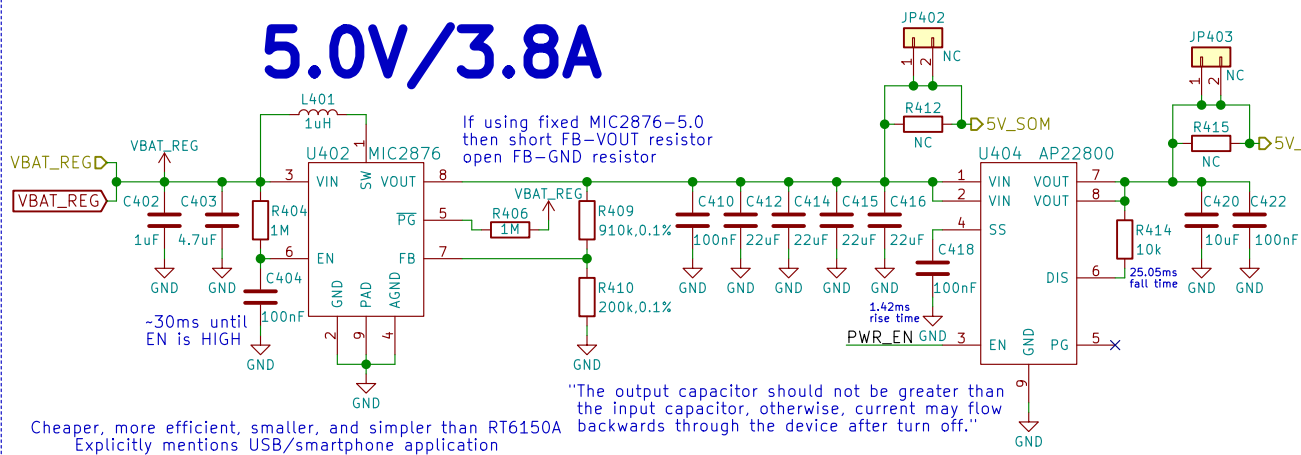 5.0V/3.8A
JP402
1
2
NC
JP403
1
2
NC
L401
1uH
If using fixed MIC2876-5.0
then short FB-VOUT resistor
open FB-GND resistor
R412
NC
5V_SOM
R415
NC
5V_
VBAT_REG
VBAT_REG
VBAT_REG
C402
1uF
GND
C403
4.7uF
GND
R404
1M
C404
100nF
GND
~30ms until
EN is HIGH
U402
MIC2876
3
VIN
1
SW
VOUT
8
PG
5
6
EN
FB
7
GND
2
PAD
9
AGND
4
GND
R406
1M
VBAT_REG
R409
910k,0.1%
R410
200k,0.1%
GND
C410
100nF
GND
C412
22uF
GND
C414
22uF
GND
C415
22uF
GND
C416
22uF
GND
C418
100nF
GND
1.42ms
rise time
PWR_EN
U404
AP22800
1
VIN
2
VIN
4
SS
3
EN
VOUT
7
VOUT
8
DIS
6
PG
5
GND
9
GND
R414
10k
25.05ms
fall time
C420
10uF
GND
C422
100nF
GND
"The output capacitor should not be greater than
the input capacitor, otherwise, current may flow
backwards through the device after turn off."
Cheaper, more efficient, smaller, and simpler than RT6150A
Explicitly mentions USB/smartphone application